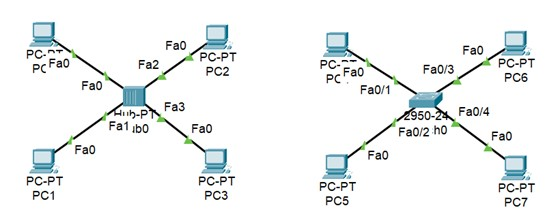 PC-PT
Fa0
Fa0
Fa2
Fa0
PC-PT
PC2
Fa1
Fa3
Fa0
PC-PT
PC1
Fa0
PC-PT
PC3
PC-PT
Fa0
Fa0/1
Fa0/3
Fa0
PC-PT
PC6
2950-24
Fa0/2
Fa0/4
Fa0
PC-PT
PC5
Fa0
PC-PT
PC7